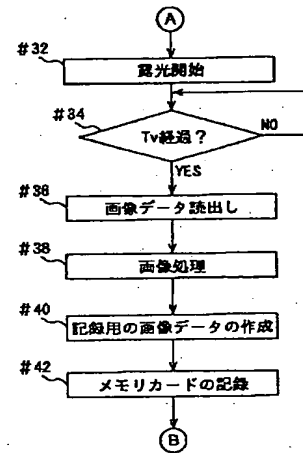 A
#32
露光開始
#34
Tv経過?
NO
YES
#36
画像データ読出し
#38
画像処理
#40
記録用の画像データの作成
#42
メモリカードの記録
B